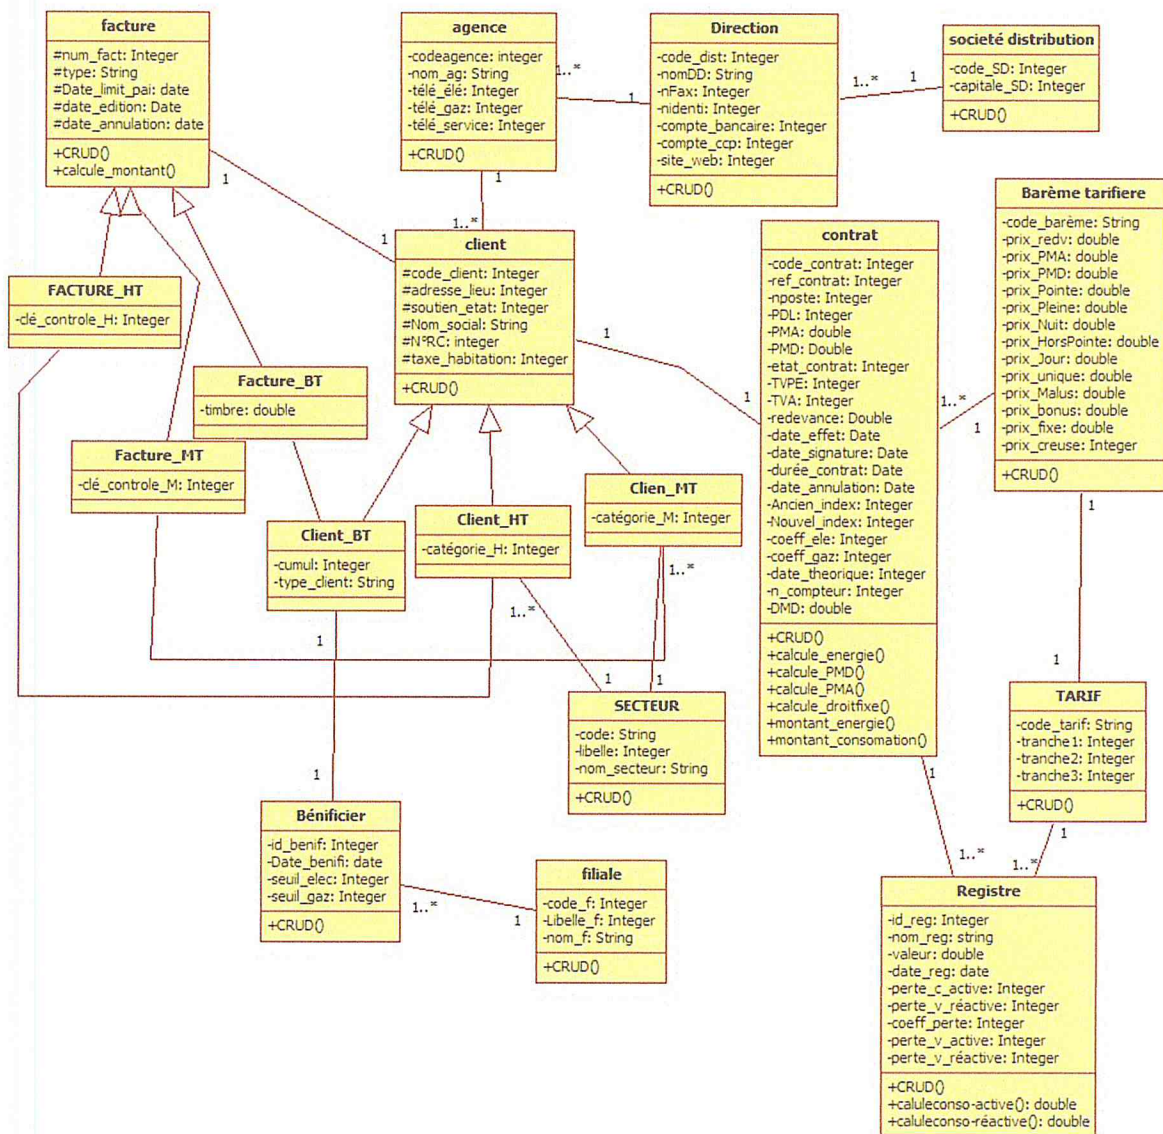 facture
#num_fact: Integer
#type: String
#Date_limit_pai: date
#date_edition: Date
#date_annulation: date
+CRUD()
+calcule_montant()
agence
-codeagence: integer
-nom_ag: String
-télé_élé: Integer
-télé_gaz: Integer
-télé_service: Integer
+CRUD()
1..*
1
Direction
-code_dist: Integer
-nomDD: String
-nFax: Integer
-nidenti: Integer
-compte_bancaire: Integer
-compte_ccp: Integer
-site_web: Integer
+CRUD()
1..*
1
societé distribution
-code_SD: Integer
-capitale_SD: Integer
+CRUD()
1
1
1
1..*
client
#code_client: Integer
#adresse_lieu: Integer
#soutien_etat: Integer
#Nom_social: String
#N°RC: integer
#taxe_habitation: Integer
+CRUD()
1
1
contrat
-code_contrat: Integer
-ref_contrat: Integer
-nposte: Integer
-PDL: Integer
-PMA: double
-PMD: Double
-etat_contrat: Integer
-TVPE: Integer
-TVA: Integer
-redevance: Double
-date_effet: Date
-date_signature: Date
-durée_contrat: Date
-date_annulation: Date
-Ancien_index: Integer
-Nouvel_index: Integer
-coeff_ele: Integer
-coeff_gaz: Integer
-date_theorique: Integer
-n_compteur: Integer
-DMD: double
+CRUD()
+calcule_energie()
+calcule_PMD()
+calcule_PMA()
+calcule_droitfixe()
+montant_energie()
+montant_consomation()
1..*
1
Barème tarifiere
-code_barème: String
-prix_redv: double
-prix_PMA: double
-prix_PMD: double
-prix_Pointe: double
-prix_Pleine: double
-prix_Nuit: double
-prix_HorsPointe: double
-prix_Jour: double
-prix_unique: double
-prix_Malus: double
-prix_bonus: double
-prix_fixe: double
-prix_creuse: Integer
+CRUD()
FACTURE_HT
-clé_controle_H: Integer
Facture_BT
-timbre: double
Facture_MT
-clé_controle_M: Integer
Client_BT
-cumul: Integer
-type_client: String
Client_HT
-catégorie_H: Integer
Clien_MT
-catégorie_M: Integer
1..*
1..*
1
1
1
1
SECTEUR
-code: String
-libelle: Integer
-nom_secteur: String
+CRUD()
1
1
TARIF
-code_tarif: String
-tranche1: Integer
-tranche2: Integer
-tranche3: Integer
+CRUD()
1
1..*
1
1..*
Bénificier
-id_benif: Integer
-Date_benifi: date
-seuil_elec: Integer
-seuil_gaz: Integer
+CRUD()
1..*
1
filiale
-code_f: Integer
-Libelle_f: Integer
-nom_f: String
+CRUD()
Registre
-id_reg: Integer
-nom_reg: string
-valeur: double
-date_reg: date
-perte_c_active: Integer
-perte_v_réactive: Integer
-coeff_perte: Integer
-perte_v_active: Integer
-perte_v_réactive: Integer
+CRUD()
+caluleconso-active(): double
+caluleconso-réactive(): double